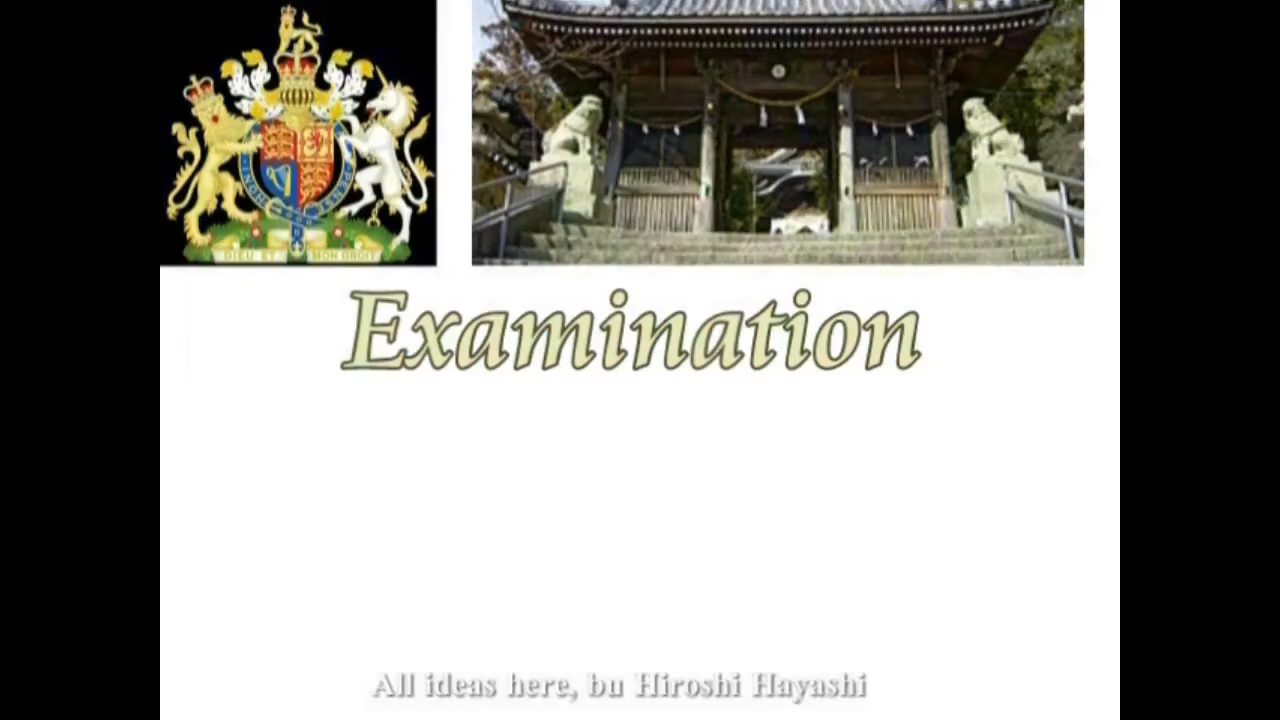 DIEU ET MON DROIT
Examination
All ideas here, bu Hiroshi Hayashi